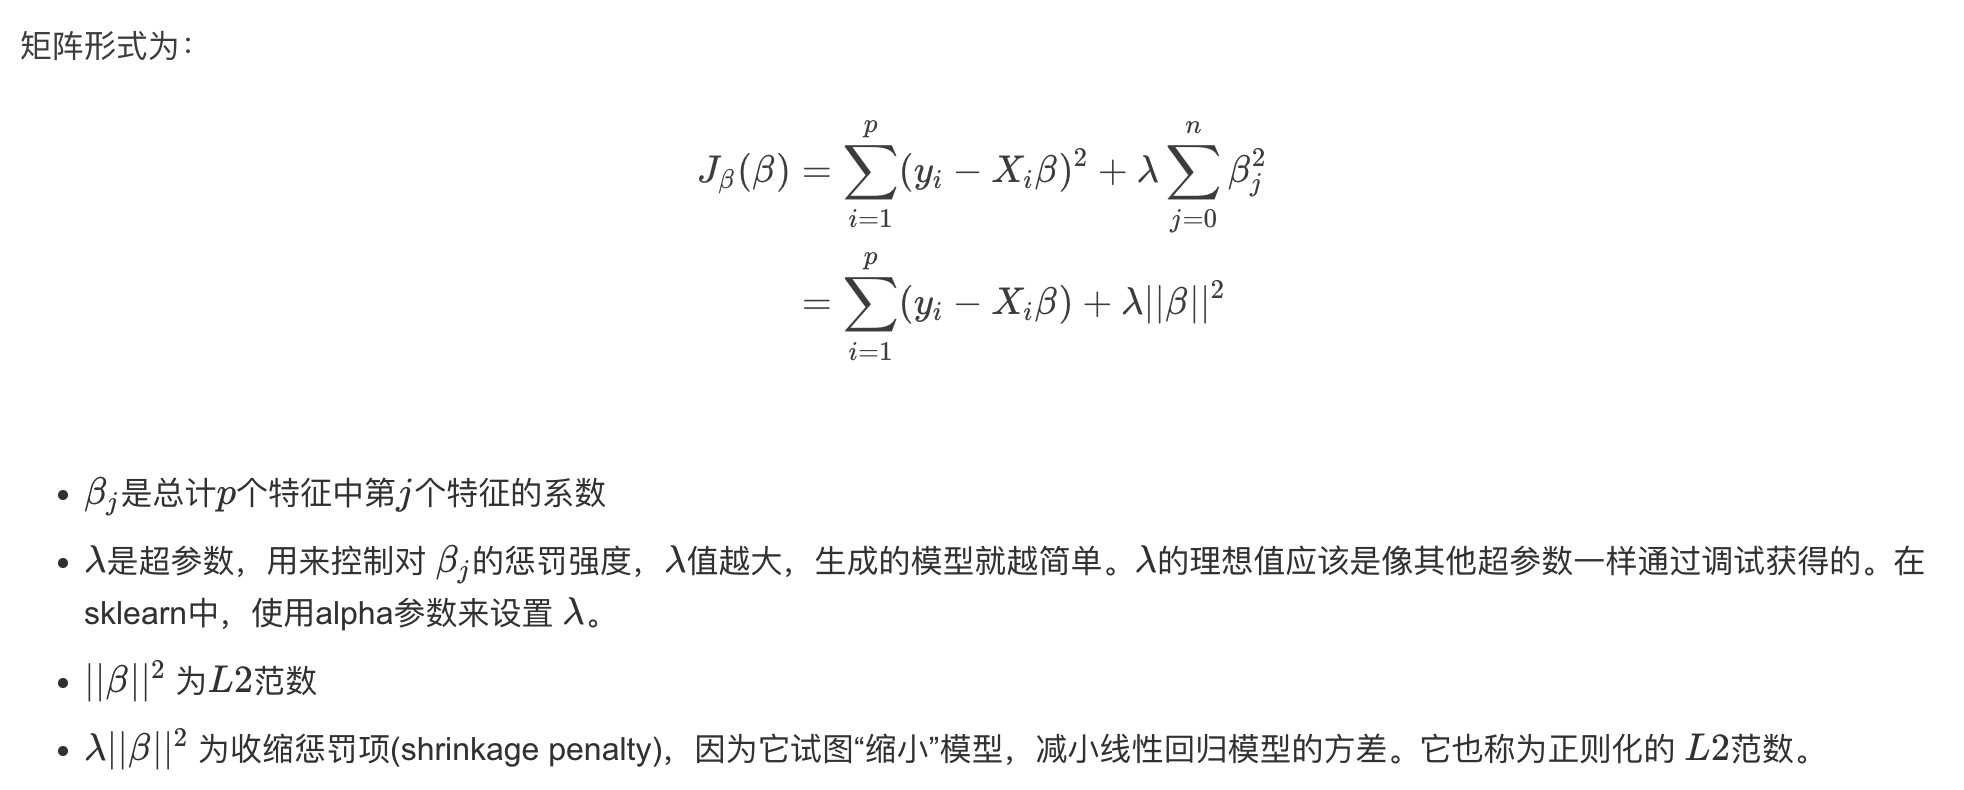 矩阵形式为：
$$J_{\beta}(\beta) = \sum_{i=1}^{p}(y_i - X_i\beta)^2 + \lambda\sum_{j=0}^{n}\beta_j^2$$
$$= \sum_{i=1}^{p}(y_i - X_i\beta) + \lambda||\beta||^2$$
• $\beta_j$是总计$p$个特征中第$j$个特征的系数
• $\lambda$是超参数，用来控制对 $\beta_j$的惩罚强度，$\lambda$值越大，生成的模型就越简单。$\lambda$的理想值应该是像其他超参数一样通过调试获得的。在
sklearn中，使用alpha参数来设置 $\lambda$。
• $||\beta||^2$ 为$L2$范数
• $\lambda||\beta||^2$ 为收缩惩罚项(shrinkage penalty)，因为它试图“缩小”模型，减小线性回归模型的方差。它也称为正则化的 $L2$范数。